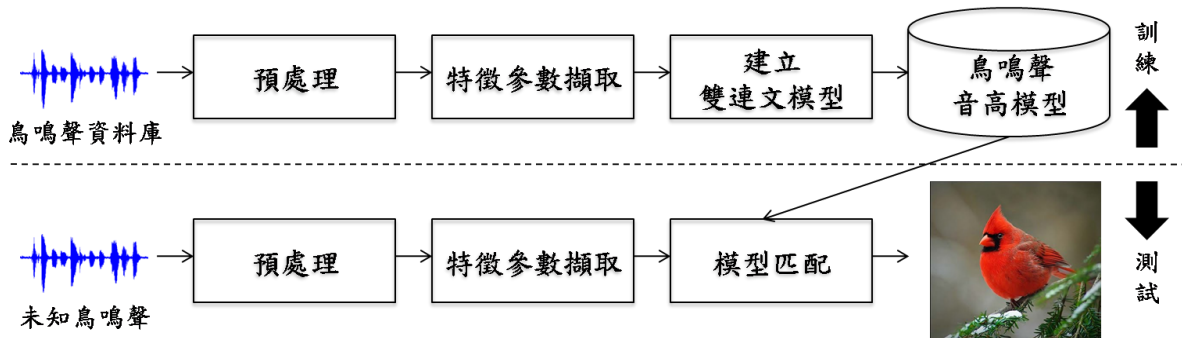 預處理
特徵參數擷取
建立
雙連文模型
鳥鳴聲
音高模型
訓
練
鳥鳴聲資料庫
預處理
特徵參數擷取
模型匹配
測
試
未知鳥鳴聲